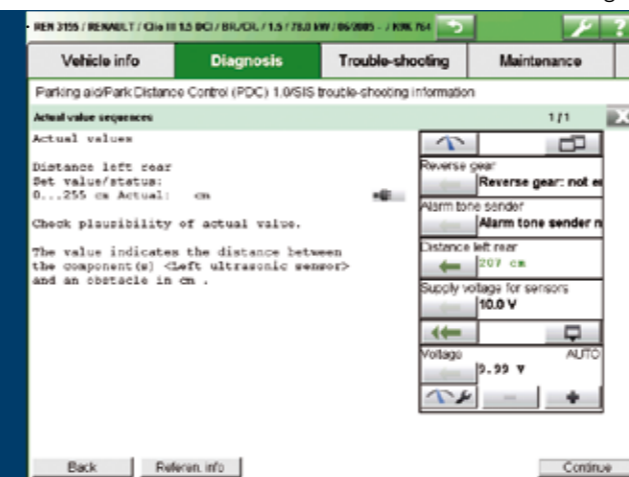 REN 3195 / RENAULT / Clio III 1.5 DCI / BR/CR, / 1.5 / 78.0 kW / 06/2005 - / K9K 764
?
Vehicle info
Diagnosis
Trouble-shooting
Maintenance
Parking aid/Park Distance Control (PDC) 1.0/SIS trouble-shooting information
Actual value sequences
1/1
X
Actual values
Distance left rear
Set value/status:
0...255 cm Actual: cm
Check plausibility of actual value.
The value indicates the distance between
the component(s) <Left ultrasonic sensor>
and an obstacle in cm .
Reverse gear
Reverse gear: not
Alarm tone sender
Alarm tone sender
Distance left rear
207 cm
Supply voltage for sensors
10.0 V
Voltage AUTO
9.99 V
- +
Back
Referen. info
Continue